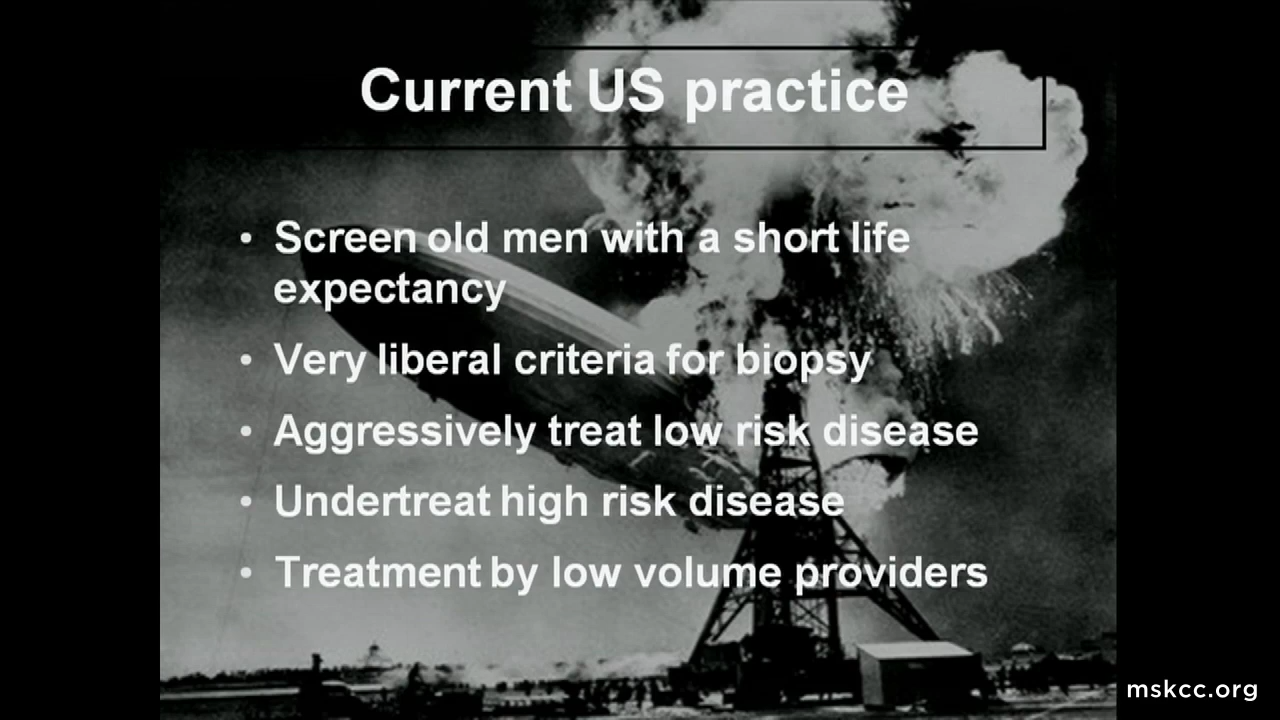 Current US practice
• Screen old men with a short life
expectancy
• Very liberal criteria for biopsy
• Aggressively treat low risk disease
• Undertreat high risk disease
• Treatment by low volume providers
mskcc.org